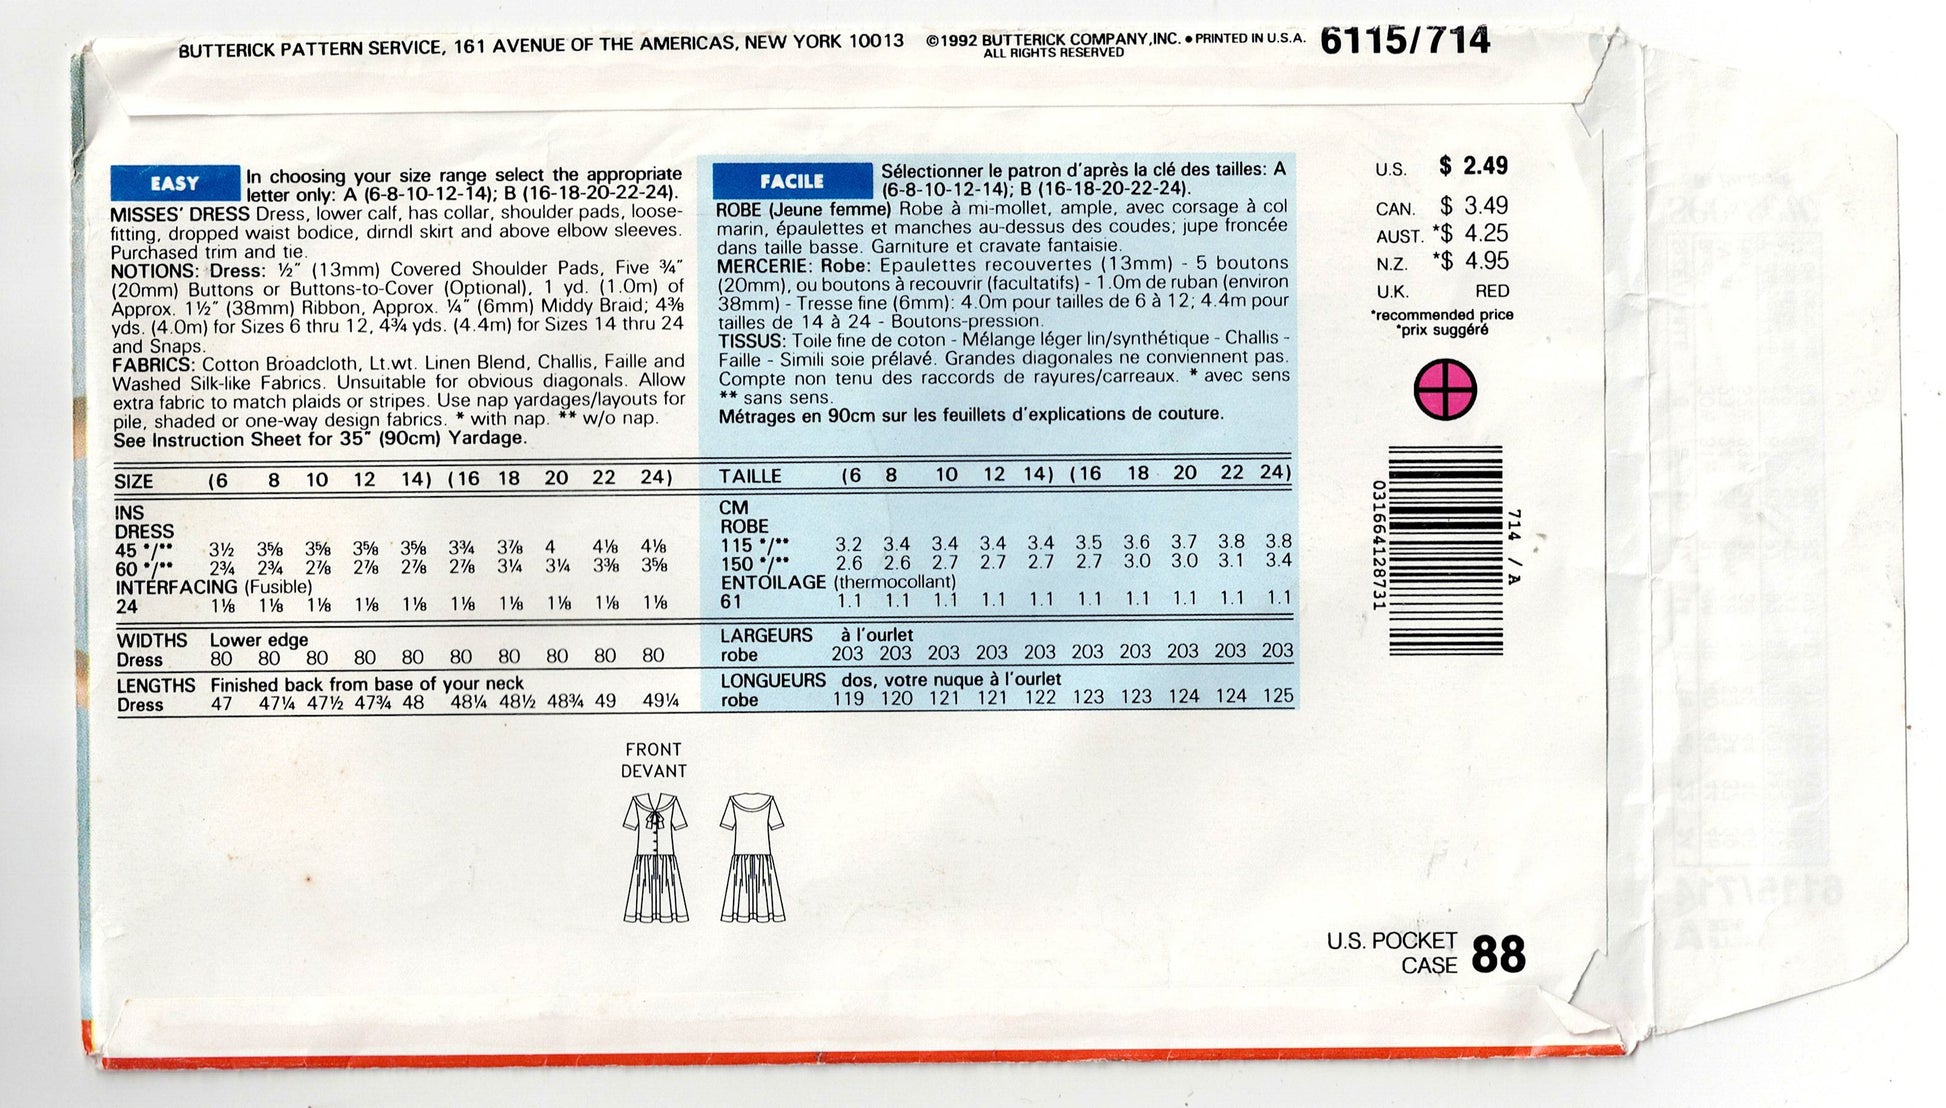 BUTTERICK PATTERN SERVICE, 161 AVENUE OF THE AMERICAS, NEW YORK 10013 ©1992 BUTTERICK COMPANY, INC. • PRINTED IN U.S.A. 6115/714
ALL RIGHTS RESERVED
EASY In choosing your size range select the appropriate
letter only: A (6-8-10-12-14); B (16-18-20-22-24).
MISSES' DRESS Dress, lower calf, has collar, shoulder pads, loose-
fitting, dropped waist bodice, dirndl skirt and above elbow sleeves.
Purchased trim and tie.
NOTIONS: Dress: ½" (13mm) Covered Shoulder Pads, Five ¾"
(20mm) Buttons or Buttons-to-Cover (Optional), 1 yd. (1.0m) of
Approx. 1½" (38mm) Ribbon, Approx. ¼" (6mm) Middy Braid; 4⅜
yds. (4.0m) for Sizes 6 thru 12, 4¾ yds. (4.4m) for Sizes 14 thru 24
and Snaps.
FABRICS: Cotton Broadcloth, Lt.wt. Linen Blend, Challis, Faille and
Washed Silk-like Fabrics. Unsuitable for obvious diagonals. Allow
extra fabric to match plaids or stripes. Use nap yardages/layouts for
pile, shaded or one-way design fabrics. * with nap. ** w/o nap.
See Instruction Sheet for 35" (90cm) Yardage.
SIZE (6 8 10 12 14) (16 18 20 22 24)
INS
DRESS
45 */** 3½ 3⅝ 3⅝ 3⅝ 3⅝ 3¾ 3⅞ 4 4⅛ 4⅛
60 */** 2¾ 2¾ 2⅞ 2⅞ 2⅞ 2⅞ 3¼ 3¼ 3⅜ 3⅝
INTERFACING (Fusible)
24 1⅛ 1⅛ 1⅛ 1⅛ 1⅛ 1⅛ 1⅛ 1⅛ 1⅛ 1⅛
WIDTHS Lower edge
Dress 80 80 80 80 80 80 80 80 80 80
LENGTHS Finished back from base of your neck
Dress 47 47¼ 47½ 47¾ 48 48¼ 48½ 48¾ 49 49¼
FACILE Sélectionner le patron d'après la clé des tailles: A
(6-8-10-12-14); B (16-18-20-22-24).
ROBE (Jeune femme) Robe à mi-mollet, ample, avec corsage à col
marin, épaulettes et manches au-dessus des coudes; jupe froncée
dans taille basse. Garniture et cravate fantaisie.
MERCERIE: Robe: Epaulettes recouvertes (13mm) - 5 boutons
(20mm), ou boutons à recouvrir (facultatifs) - 1.0m de ruban (environ
38mm) - Tresse fine (6mm): 4.0m pour tailles de 6 à 12; 4.4m pour
tailles de 14 à 24 - Boutons-pression.
TISSUS: Toile fine de coton - Mélange léger lin/synthétique - Challis -
Faille - Simili soie prélavé. Grandes diagonales ne conviennent pas.
Compte non tenu des raccords de rayures/carreaux. * avec sens
** sans sens.
Métrages en 90cm sur les feuillets d'explications de couture.
TAILLE (6 8 10 12 14) (16 18 20 22 24)
CM
ROBE
115 */** 3.2 3.4 3.4 3.4 3.4 3.5 3.6 3.7 3.8 3.8
150 */** 2.6 2.6 2.7 2.7 2.7 2.7 3.0 3.0 3.1 3.4
ENTOILAGE (thermocollant)
61 1.1 1.1 1.1 1.1 1.1 1.1 1.1 1.1 1.1 1.1
LARGEURS à l'ourlet
robe 203 203 203 203 203 203 203 203 203 203
LONGUEURS dos, votre nuque à l'ourlet
robe 119 120 121 121 122 123 123 124 124 125
U.S. $ 2.49
CAN. $ 3.49
AUST. *$ 4.25
N.Z. *$ 4.95
U.K. RED
*recommended price
*prix suggéré
031664128731
714 / A
FRONT
DEVANT
U.S. POCKET
CASE 88